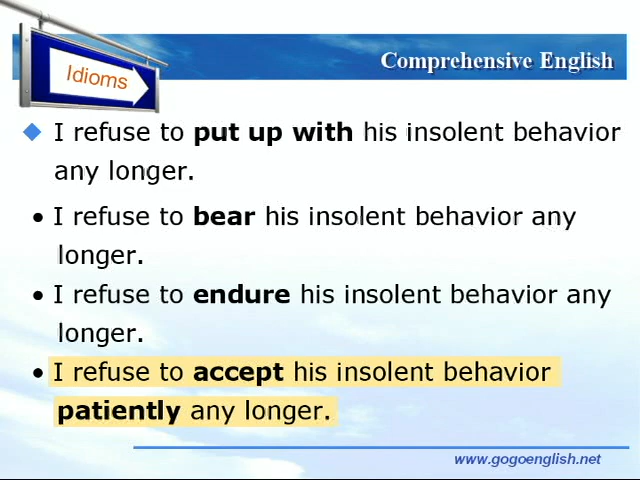 Comprehensive English
Idioms
◆ I refuse to put up with his insolent behavior
any longer.
• I refuse to bear his insolent behavior any
longer.
• I refuse to endure his insolent behavior any
longer.
• I refuse to accept his insolent behavior
patiently any longer.
www.gogoenglish.net